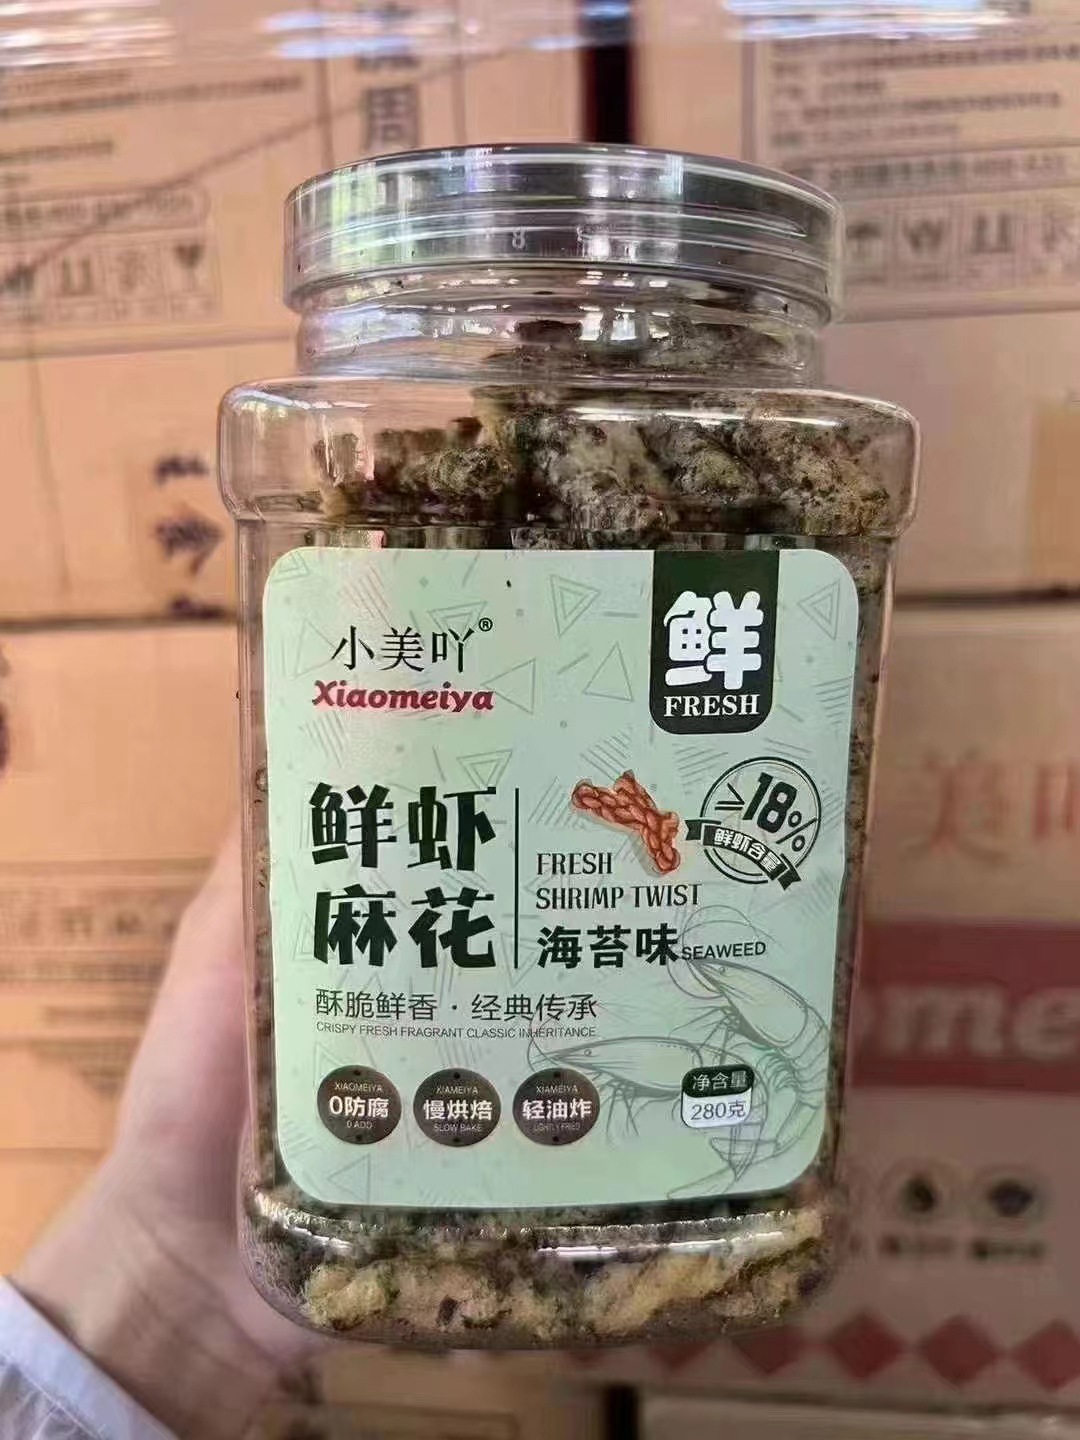 小美吖®
Xiaomeiya
鲜
FRESH
鲜虾
麻花
FRESH
SHRIMP TWIST
海苔味SEAWEED
≥18%
鲜虾含量
酥脆鲜香·经典传承
CRISPY FRESH FRAGRANT CLASSIC INHERITANCE
XIAOMEIYA
0防腐
0 ADD
XIAMEIYA
慢烘焙
SLOW BAKE
XIAMEIYA
轻油炸
LIGHTLY FRIED
净含量
280克